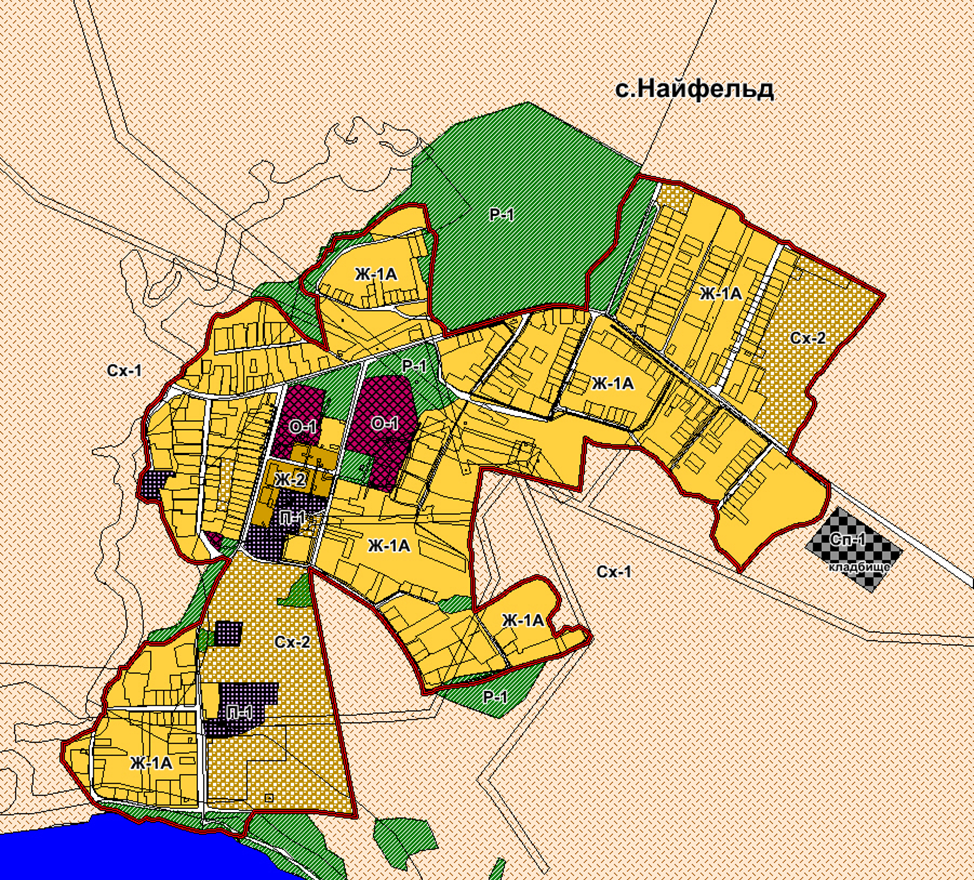 с.Найфельд
Р-1
Ж-1А
Ж-1А
Сх-2
Р-1
Сх-1
Ж-1А
О-1
О-1
Ж-2
П-1
Ж-1А
Сп-1
кладбище
Сх-1
Ж-1А
Сх-2
Р-1
П-1
Ж-1А